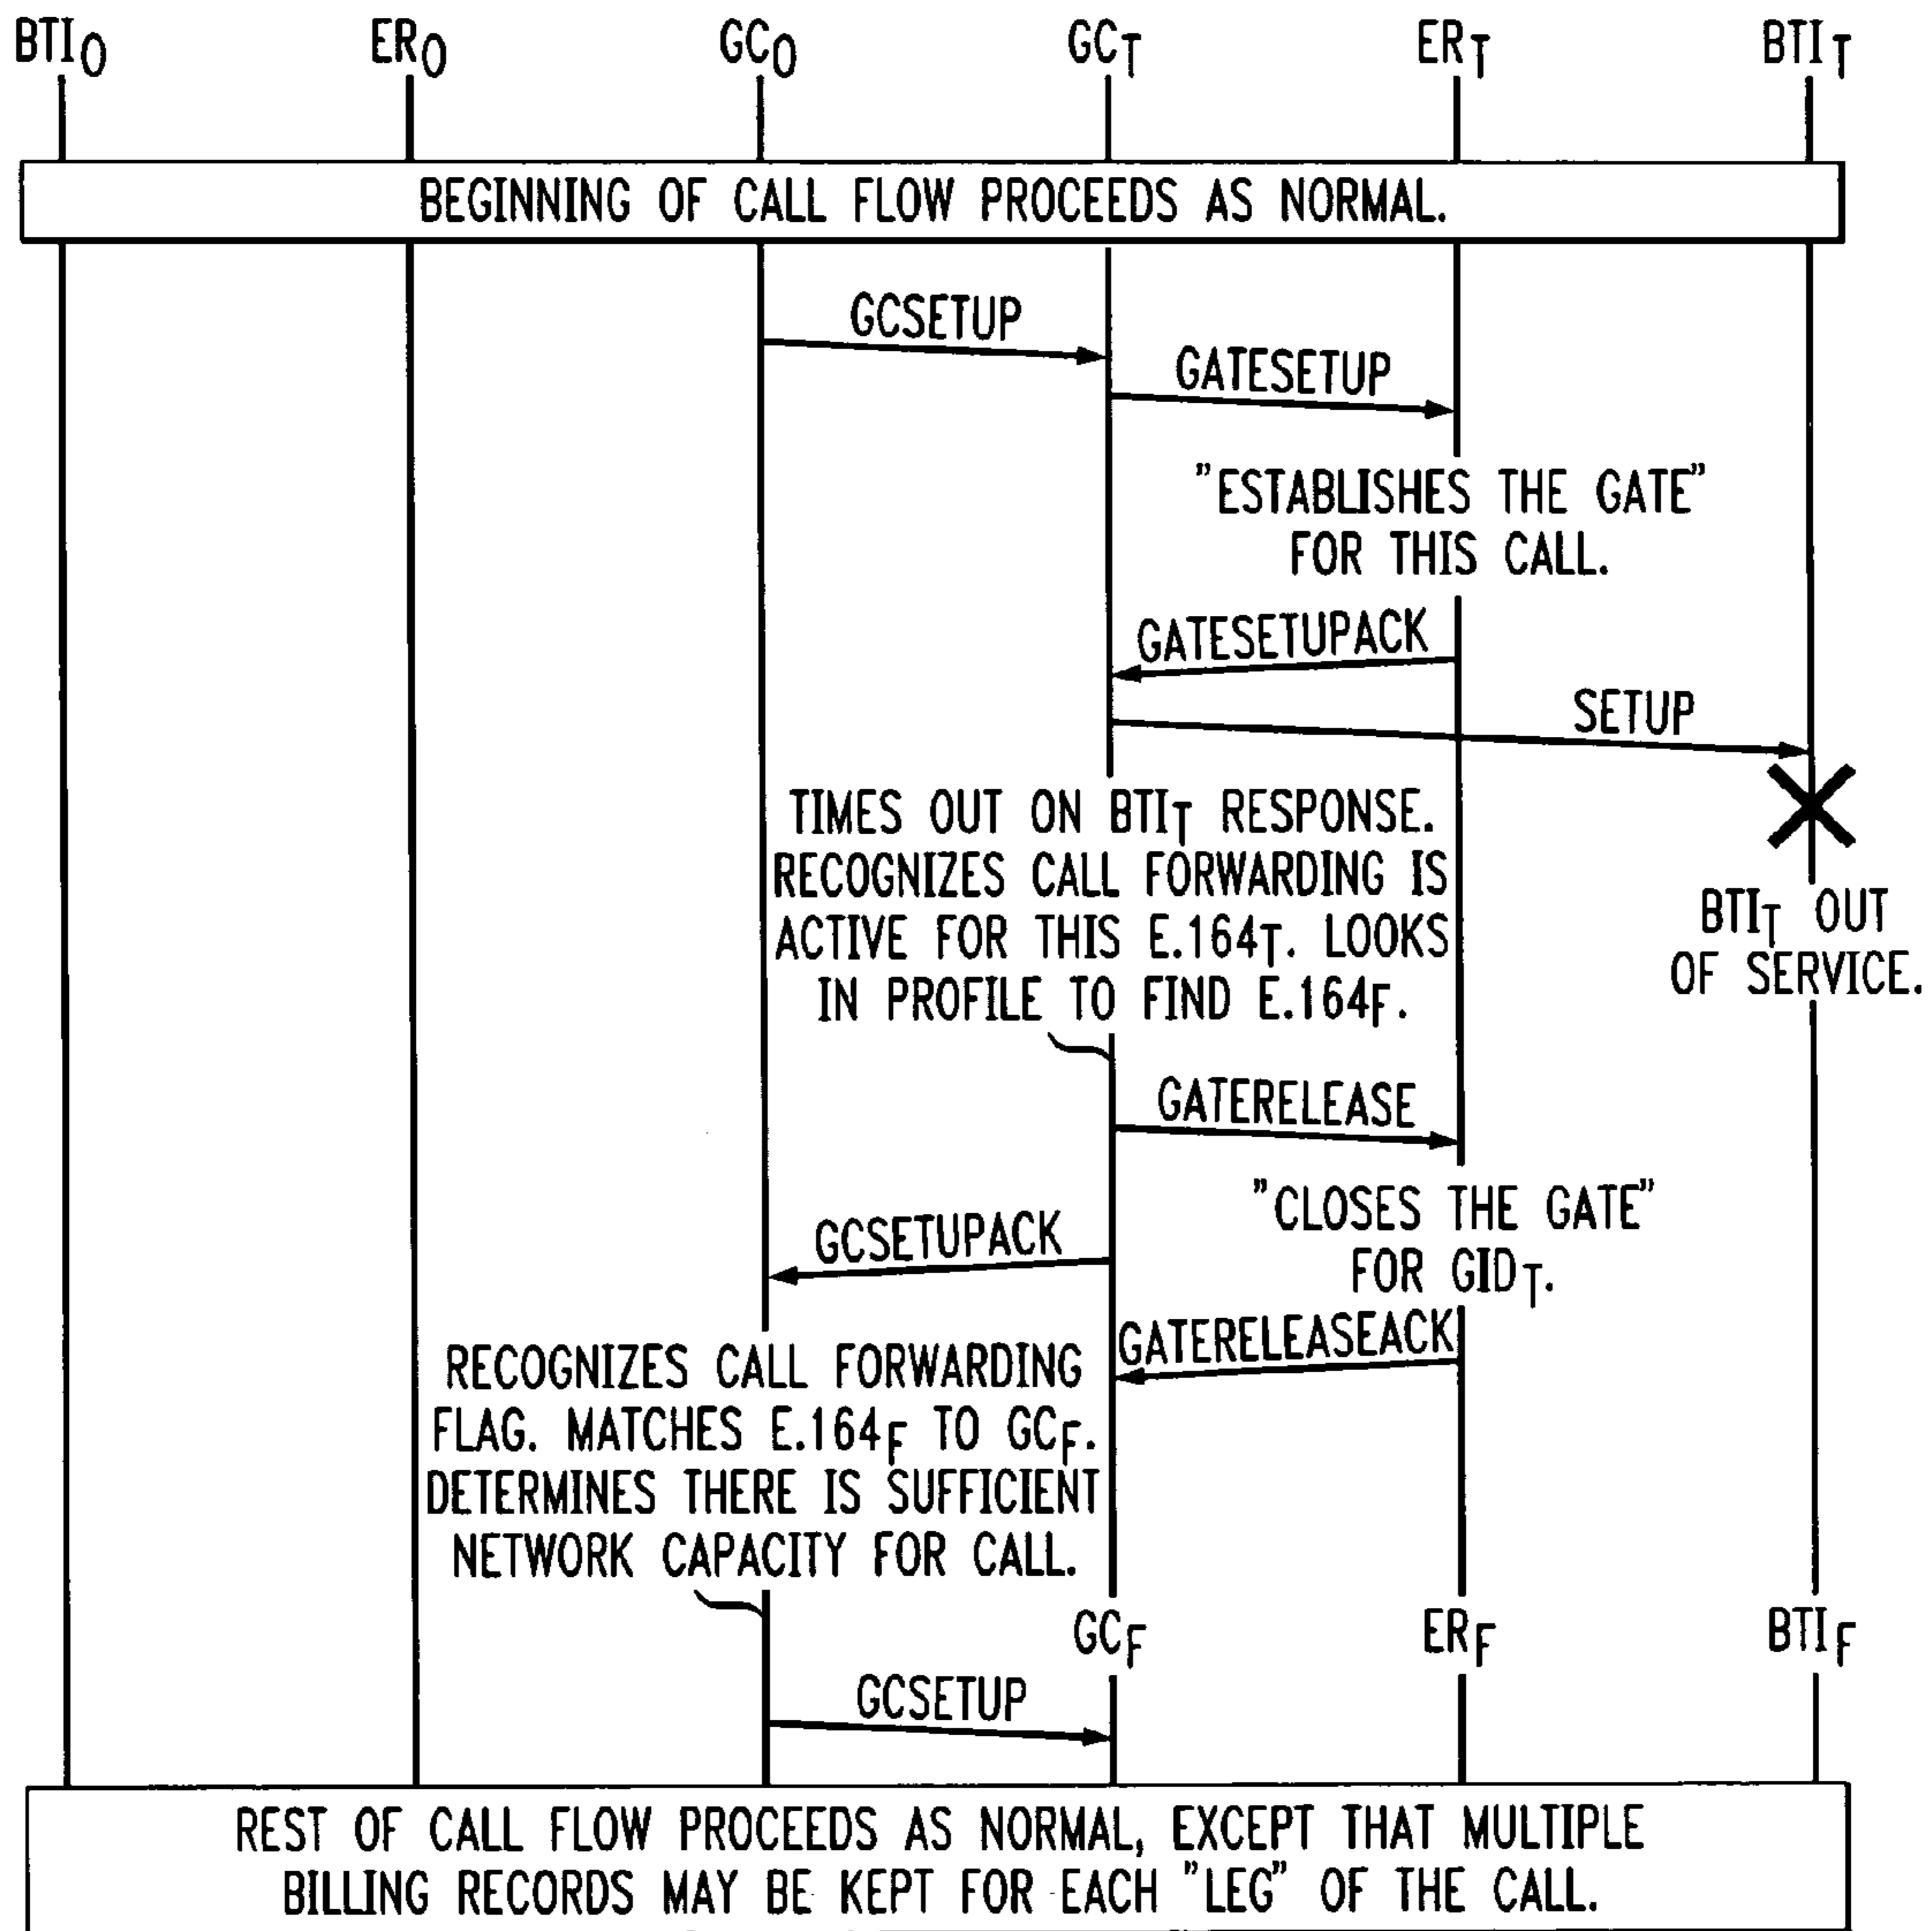 BTIO ERO GCO GCT ERT BTIT
BEGINNING OF CALL FLOW PROCEEDS AS NORMAL.
GCSETUP
GATESETUP
"ESTABLISHES THE GATE"
FOR THIS CALL.
GATESETUPACK
SETUP
TIMES OUT ON BTIT RESPONSE.
RECOGNIZES CALL FORWARDING IS
ACTIVE FOR THIS E.164T. LOOKS
IN PROFILE TO FIND E.164F.
BTIT OUT
OF SERVICE.
GATERELEASE
"CLOSES THE GATE"
FOR GIDT.
GCSETUPACK
GATERELEASEACK
RECOGNIZES CALL FORWARDING
FLAG. MATCHES E.164F TO GCF.
DETERMINES THERE IS SUFFICIENT
NETWORK CAPACITY FOR CALL.
GCF ERF BTIF
GCSETUP
REST OF CALL FLOW PROCEEDS AS NORMAL, EXCEPT THAT MULTIPLE
BILLING RECORDS MAY BE KEPT FOR EACH "LEG" OF THE CALL.